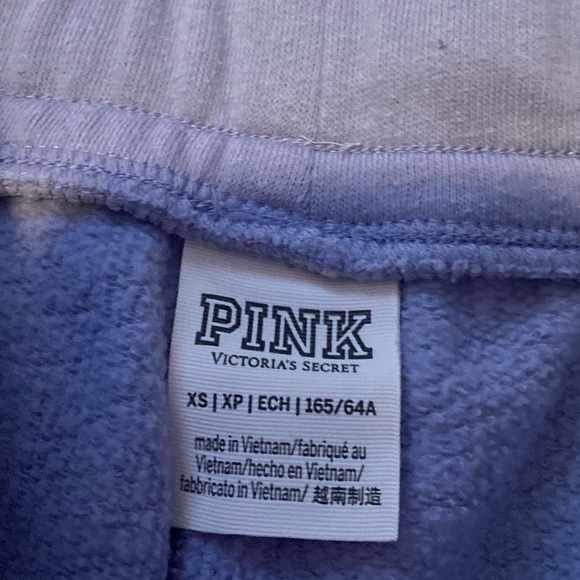 PINK
VICTORIA'S SECRET
XS | XP | ECH | 165/64A
made in Vietnam/fabriqué au
Vietnam/hecho en Vietnam/
fabbricato in Vietnam/ 越南制造